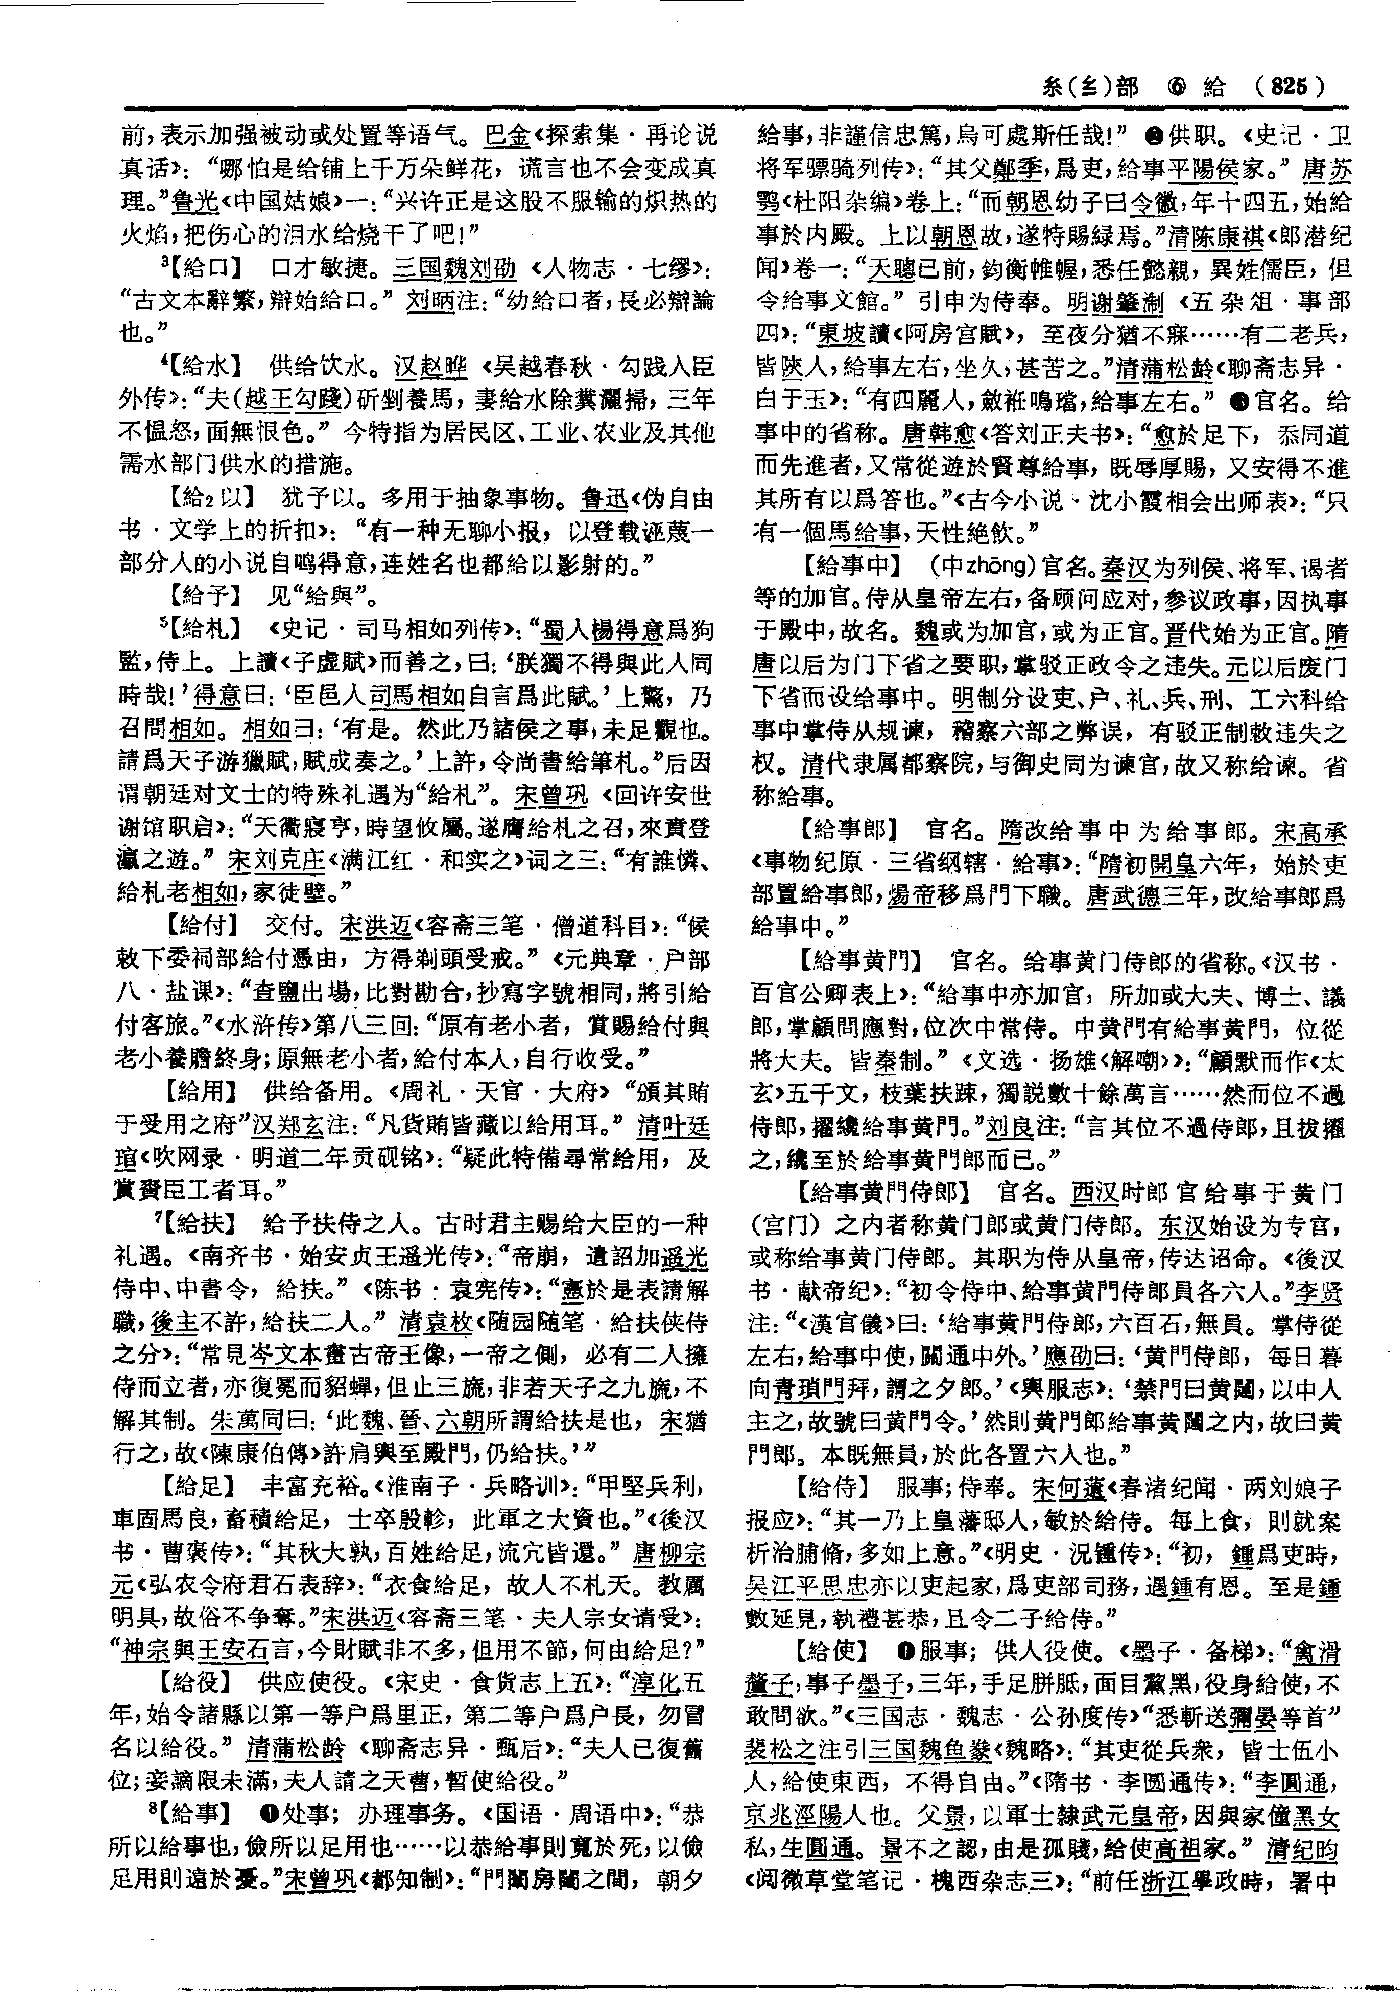 糸(纟)部 ⑥ 給 (825)
前,表示加强被动或处置等语气。巴金《探索集·再论说
真话》：“哪怕是给铺上千万朵鲜花，谎言也不会变成真
理。”鲁光《中国姑娘》一：“兴许正是这股不服输的炽热的
火焰,把伤心的泪水给烧干了吧!”
³【給口】 口才敏捷。三国魏刘劭《人物志·七缪》：
“古文本辭繁,辯始給口。”刘昞注：“幼給口者,長必辯論
也。”
⁴【給水】 供给饮水。汉赵晔《吴越春秋·勾践入臣
外传》：“夫(越王勾踐)斫剉養馬，妻給水除糞灑掃，三年
不愠怒,面無恨色。”今特指为居民区、工业、农业及其他
需水部门供水的措施。
【給₂以】 犹予以。多用于抽象事物。鲁迅《伪自由
书·文学上的折扣》：“有一种无聊小报，以登载诬蔑一
部分人的小说自鸣得意,连姓名也都給以影射的。”
【給予】 见“給與”。
⁵【給札】 《史记·司马相如列传》：“蜀人楊得意爲狗
監,侍上。上讀《子虚賦》而善之,曰：‘朕獨不得與此人同
時哉!’得意曰：‘臣邑人司馬相如自言爲此賦。’上驚，乃
召問相如。相如曰：‘有是。然此乃諸侯之事,未足觀也。
請爲天子游獵賦,賦成奏之。’上許,令尚書給筆札。”后因
谓朝廷对文士的特殊礼遇为“給札”。宋曾巩《回许安世
谢馆职启》：“天衢寖亨,時望攸屬。遂膺給札之召,來賁登
瀛之遊。”宋刘克庄《满江红·和实之》词之三：“有誰憐、
給札老相如,家徒壁。”
【給付】 交付。宋洪迈《容斋三笔·僧道科目》：“侯
敕下委祠部給付憑由，方得剃頭受戒。”《元典章·户部
八·盐课》：“查鹽出場,比對勘合,抄寫字號相同,將引給
付客旅。”《水浒传》第八三回：“原有老小者，賞賜給付與
老小養贍終身;原無老小者,給付本人,自行收受。”
【給用】 供给备用。《周礼·天官·大府》“頒其賄
于受用之府”汉郑玄注：“凡貨賄皆藏以給用耳。”清叶廷
琯《吹网录·明道二年贡砚铭》：“疑此特備尋常給用，及
賞賚臣工者耳。”
⁷【給扶】 給予扶侍之人。古时君主赐给大臣的一种
礼遇。《南齐书·始安贞王遥光传》：“帝崩，遺詔加遥光
侍中、中書令，給扶。”《陈书·袁宪传》：“憲於是表請解
職,後主不許,給扶二人。”清袁枚《随园随笔·给扶侠侍
之分》：“常見岑文本畫古帝王像,一帝之側，必有二人擁
侍而立者,亦復冕而貂蟬,但止三旒,非若天子之九旒,不
解其制。朱萬同曰：‘此魏、晉、六朝所謂給扶是也，宋猶
行之,故《陳康伯傳》許肩輿至殿門,仍給扶。’”
【給足】 丰富充裕。《淮南子·兵略训》：“甲堅兵利,
車固馬良,畜積給足，士卒殷軫，此軍之大資也。”《後汉
书·曹褒传》：“其秋大孰,百姓給足,流宂皆還。”唐柳宗
元《弘农令府君石表辞》：“衣食給足，故人不札夭。教厲
明具,故俗不争奪。”宋洪迈《容斋三笔·夫人宗女请受》：
“神宗與王安石言,今財賦非不多,但用不節,何由給足?”
【給役】 供应使役。《宋史·食货志上五》：“淳化五
年,始令諸縣以第一等户爲里正，第二等户爲户長，勿冒
名以給役。”清蒲松龄《聊斋志异·甄后》：“夫人已復舊
位;妾謫限未滿,夫人請之天曹,暫使給役。”
⁸【給事】 ❶处事；办理事务。《国语·周语中》：“恭
所以給事也,儉所以足用也……以恭給事則寬於死,以儉
足用則遠於憂。”宋曾巩《都知制》：“門闌房闥之間，朝夕
給事,非謹信忠篤,烏可處斯任哉!”❷供职。《史记·卫
将军骠骑列传》：“其父鄭季,爲吏,給事平陽侯家。”唐苏
鹗《杜阳杂编》卷上：“而朝恩幼子曰令徽,年十四五,始給
事於内殿。上以朝恩故,遂特賜緑焉。”清陈康祺《郎潜纪
闻》卷一：“天聰已前,鈞衡帷幄,悉任懿親，異姓儒臣，但
令給事文館。”引申为侍奉。明谢肇淛《五杂俎·事部
四》：“東坡讀《阿房宫賦》，至夜分猶不寐……有二老兵,
皆陝人,給事左右,坐久,甚苦之。”清蒲松龄《聊斋志异·
白于玉》：“有四麗人,斂衽鳴璫,給事左右。”❸官名。给
事中的省称。唐韩愈《答刘正夫书》：“愈於足下，忝同道
而先進者,又常從遊於賢尊給事，既辱厚賜，又安得不進
其所有以爲答也。”《古今小说·沈小霞相会出师表》：“只
有一個馬給事,天性絶飲。”
【給事中】 (中zhōng)官名。秦汉为列侯、将军、谒者
等的加官。侍从皇帝左右,备顾问应对,参议政事,因执事
于殿中,故名。魏或为加官,或为正官。晋代始为正官。隋
唐以后为门下省之要职,掌驳正政令之违失。元以后废门
下省而设给事中。明制分设吏、户、礼、兵、刑、工六科给
事中掌侍从规谏，稽察六部之弊误，有驳正制敕违失之
权。清代隶属都察院,与御史同为谏官,故又称给谏。省
称給事。
【給事郎】 官名。隋改给事中为给事郎。宋高承
《事物纪原·三省纲辖·給事》：“隋初開皇六年，始於吏
部置給事郎,煬帝移爲門下職。唐武德三年,改給事郎爲
給事中。”
【給事黄門】 官名。给事黄门侍郎的省称。《汉书·
百官公卿表上》：“給事中亦加官，所加或大夫、博士、議
郎,掌顧問應對,位次中常侍。中黄門有給事黄門，位從
將大夫。皆秦制。”《文选·扬雄〈解嘲〉》：“顧默而作《太
玄》五千文，枝葉扶踈，獨説數十餘萬言……然而位不過
侍郎,擢纔給事黄門。”刘良注：“言其位不過侍郎,且拔擢
之,纔至於給事黄門郎而已。”
【給事黄門侍郎】 官名。西汉时郎官给事于黄门
（宫门）之内者称黄门郎或黄门侍郎。东汉始设为专官,
或称给事黄门侍郎。其职为侍从皇帝,传达诏命。《後汉
书·献帝纪》：“初令侍中、給事黄門侍郎員各六人。”李贤
注：“《漢官儀》曰：‘給事黄門侍郎,六百石,無員。掌侍從
左右,給事中使,關通中外。’應劭曰：‘黄門侍郎，每日暮
向青瑣門拜,謂之夕郎。’《輿服志》：‘禁門曰黄闥,以中人
主之,故號曰黄門令。’然則黄門郎給事黄闥之内,故曰黄
門郎。本既無員,於此各置六人也。”
【給侍】 服事;侍奉。宋何薳《春渚纪闻·两刘娘子
报应》：“其一乃上皇藩邸人,敏於給侍。每上食，則就案
析治脯脩,多如上意。”《明史·況鍾传》：“初，鍾爲吏時,
吴江平思忠亦以吏起家,爲吏部司務,遇鍾有恩。至是鍾
數延見,執禮甚恭,且令二子給侍。”
【給使】 ❶服事；供人役使。《墨子·备梯》：“禽滑
釐子,事子墨子,三年,手足胼胝,面目黧黑,役身給使,不
敢問欲。”《三国志·魏志·公孙度传》“悉斬送彌晏等首”
裴松之注引三国魏鱼豢《魏略》：“其吏從兵衆，皆士伍小
人,給使東西，不得自由。”《隋书·李圆通传》：“李圓通,
京兆涇陽人也。父景,以軍士隸武元皇帝,因與家僮黑女
私,生圓通。景不之認,由是孤賤,給使高祖家。”清纪昀
《阅微草堂笔记·槐西杂志三》：“前任浙江學政時，署中